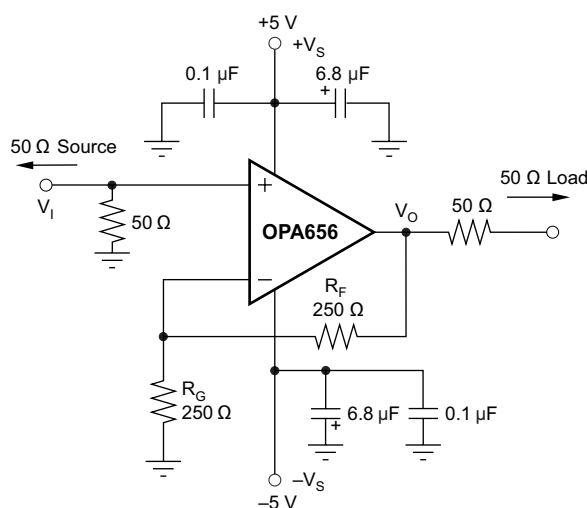 +5 V
+V_S
0.1 µF
6.8 µF
+
50 Ω Source
50 Ω Load
V_I
+
50 Ω
OPA656
V_O
50 Ω
−
R_F
250 Ω
R_G
250 Ω
6.8 µF
+
0.1 µF
−V_S
−5 V